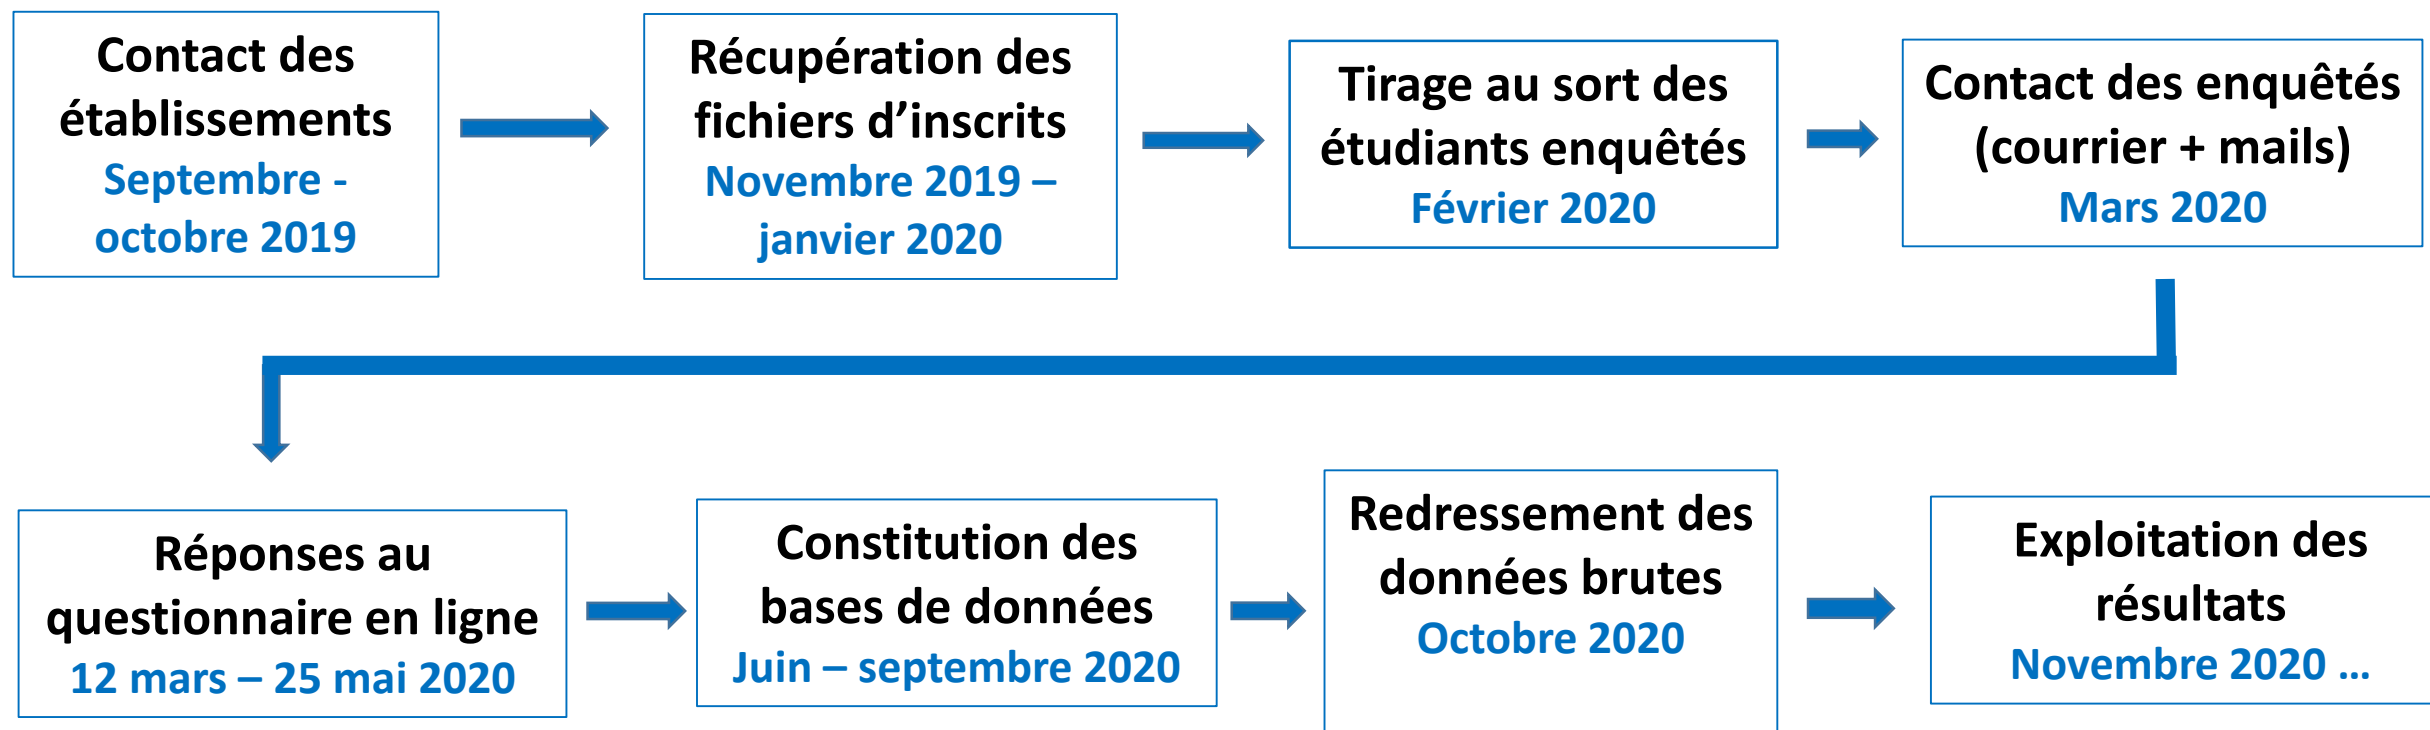 Contact des
établissements
Septembre -
octobre 2019
Récupération des
fichiers d’inscrits
Novembre 2019 –
janvier 2020
Tirage au sort des
étudiants enquêtés
Février 2020
Contact des enquêtés
(courrier + mails)
Mars 2020
Réponses au
questionnaire en ligne
12 mars – 25 mai 2020
Constitution des
bases de données
Juin – septembre 2020
Redressement des
données brutes
Octobre 2020
Exploitation des
résultats
Novembre 2020 …